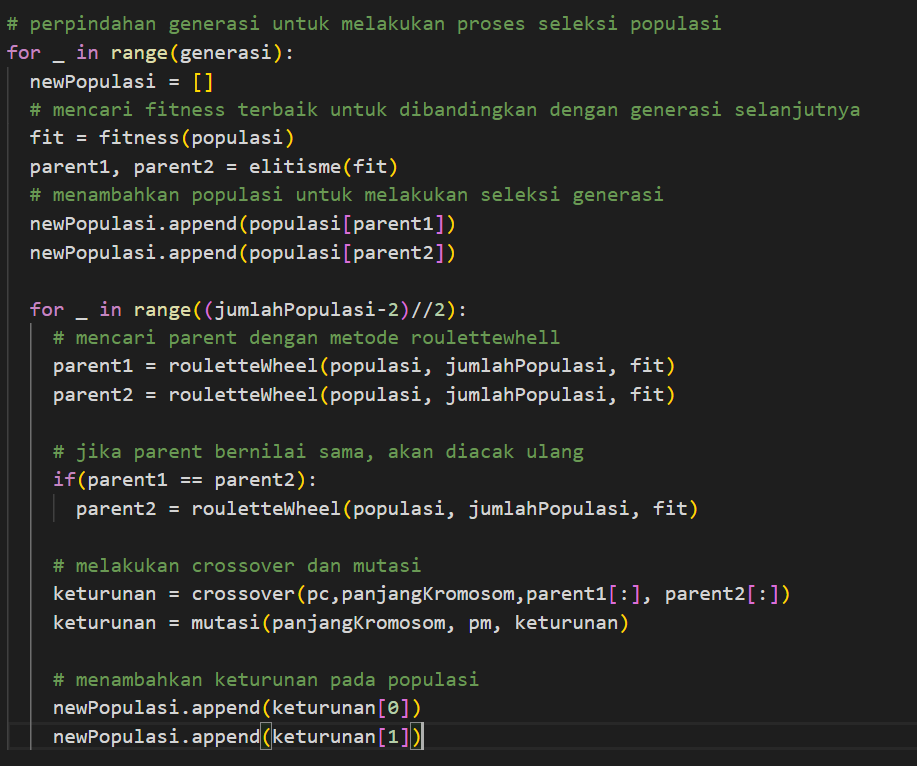 # perpindahan generasi untuk melakukan proses seleksi populasi
for _ in range(generasi):
  newPopulasi = []
  # mencari fitness terbaik untuk dibandingkan dengan generasi selanjutnya
  fit = fitness(populasi)
  parent1, parent2 = elitisme(fit)
  # menambahkan populasi untuk melakukan seleksi generasi
  newPopulasi.append(populasi[parent1])
  newPopulasi.append(populasi[parent2])

  for _ in range((jumlahPopulasi-2)//2):
    # mencari parent dengan metode roulettewhell
    parent1 = rouletteWheel(populasi, jumlahPopulasi, fit)
    parent2 = rouletteWheel(populasi, jumlahPopulasi, fit)

    # jika parent bernilai sama, akan diacak ulang
    if(parent1 == parent2):
      parent2 = rouletteWheel(populasi, jumlahPopulasi, fit)

    # melakukan crossover dan mutasi
    keturunan = crossover(pc,panjangKromosom,parent1[:], parent2[:])
    keturunan = mutasi(panjangKromosom, pm, keturunan)

    # menambahkan keturunan pada populasi
    newPopulasi.append(keturunan[0])
    newPopulasi.append(keturunan[1])